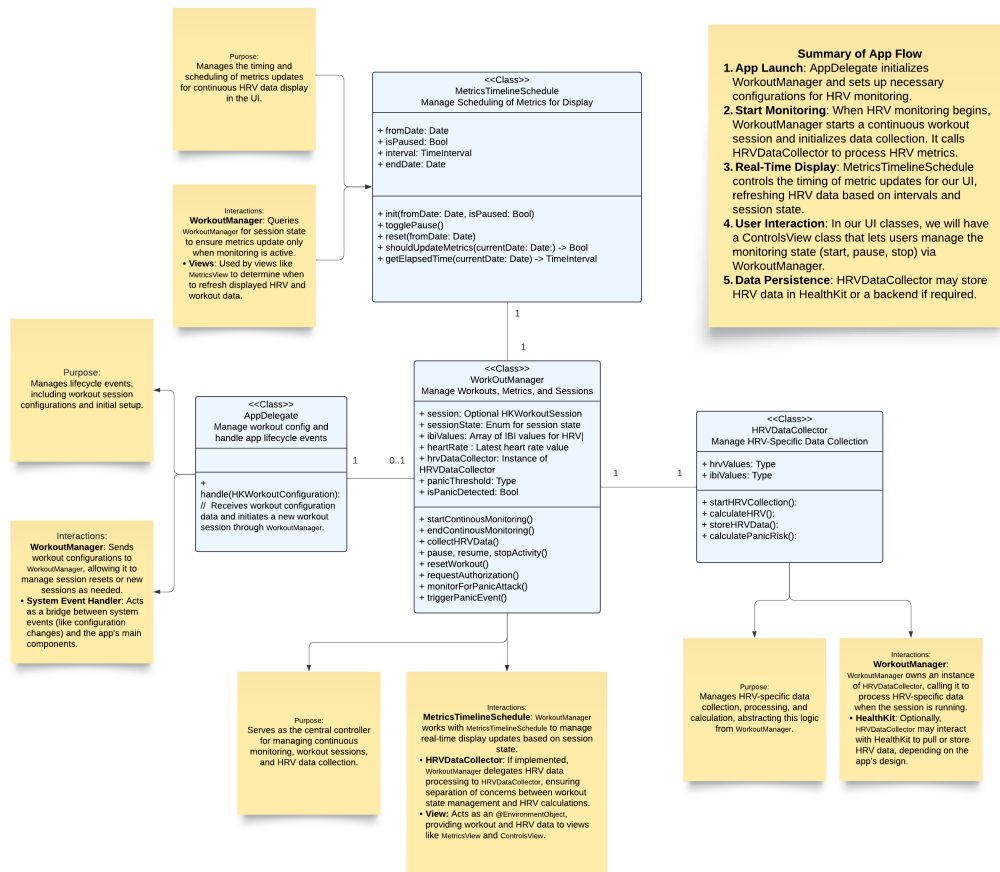 Purpose:
Manages the timing and
scheduling of metrics updates
for continuous HRV data display
in the UI.
Interactions:
WorkoutManager: Queries
WorkoutManager for session state
to ensure metrics update only
when monitoring is active.
• Views: Used by views like
MetricsView to determine when
to refresh displayed HRV and
workout data.
<<Class>>
MetricsTimelineSchedule
Manage Scheduling of Metrics for Display
+ fromDate: Date
+ isPaused: Bool
+ interval: TimeInterval
+ endDate: Date
+ init(fromDate: Date, isPaused: Bool)
+ togglePause()
+ reset(fromDate: Date)
+ shouldUpdateMetrics(currentDate: Date:) -> Bool
+ getElapsedTime(currentDate: Date) -> TimeInterval
Summary of App Flow
1. App Launch: AppDelegate initializes
WorkoutManager and sets up necessary
configurations for HRV monitoring.
2. Start Monitoring: When HRV monitoring begins,
WorkoutManager starts a continuous workout
session and initializes data collection. It calls
HRVDataCollector to process HRV metrics.
3. Real-Time Display: MetricsTimelineSchedule
controls the timing of metric updates for our UI,
refreshing HRV data based on intervals and
session state.
4. User Interaction: In our UI classes, we will have
a ControlsView class that lets users manage the
monitoring state (start, pause, stop) via
WorkoutManager.
5. Data Persistence: HRVDataCollector may store
HRV data in HealthKit or a backend if required.
1
1
Purpose:
Manages lifecycle events,
including workout session
configurations and initial setup.
Interactions:
WorkoutManager: Sends
workout configurations to
WorkoutManager, allowing it to
manage session resets or new
sessions as needed.
• System Event Handler: Acts
as a bridge between system
events (like configuration
changes) and the app's main
components.
<<Class>>
AppDelegate
Manage workout config and
handle app lifecycle events
+
handle(HKWorkoutConfiguration):
// Receives workout configuration
data and initiates a new workout
session through WorkoutManager.
1
0..1
<<Class>>
WorkOutManager
Manage Workouts, Metrics, and Sessions
+ session: Optional HKWorkoutSession
+ sessionState: Enum for session state
+ ibiValues: Array of IBI values for HRV|
+ heartRate : Latest heart rate value
+ hrvDataCollector: Instance of
HRVDataCollector
+ panicThreshold: Type
+ isPanicDetected: Bool
+ startContinousMonitoring()
+ endContinousMonitoring()
+ collectHRVData()
+ pause, resume, stopActivity()
+ resetWorkout()
+ requestAuthorization()
+ monitorForPanicAttack()
+ triggerPanicEvent()
1
1
<<Class>>
HRVDataCollector
Manage HRV-Specific Data Collection
+ hrvValues: Type
+ ibiValues: Type
+ startHRVCollection():
+ calculateHRV():
+ storeHRVData():
+ calculatePanicRisk():
Purpose:
Serves as the central controller
for managing continuous
monitoring, workout sessions,
and HRV data collection.
Interactions:
MetricsTimelineSchedule: WorkoutManager
works with MetricsTimelineSchedule to manage
real-time display updates based on session
state.
• HRVDataCollector: If implemented,
WorkoutManager delegates HRV data
processing to HRVDataCollector, ensuring
separation of concerns between workout
state management and HRV calculations.
• View: Acts as an @EnvironmentObject,
providing workout and HRV data to views
like MetricsView and ControlsView.
Purpose:
Manages HRV-specific data
collection, processing, and
calculation, abstracting this logic
from WorkoutManager.
Interactions:
WorkoutManager:
WorkoutManager owns an instance
of HRVDataCollector, calling it to
process HRV-specific data
when the session is running.
• HealthKit: Optionally,
HRVDataCollector may interact
with HealthKit to pull or store
HRV data, depending on the
app's design.